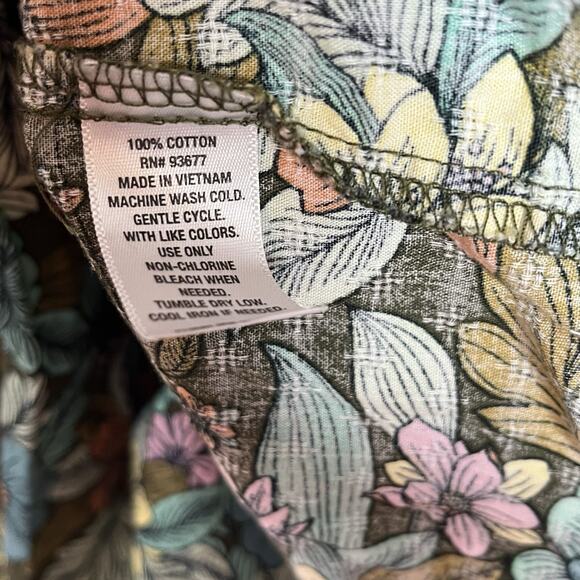 100% COTTON
RN# 93677
MADE IN VIETNAM
MACHINE WASH COLD.
GENTLE CYCLE.
WITH LIKE COLORS.
USE ONLY
NON-CHLORINE
BLEACH WHEN
NEEDED.
TUMBLE DRY LOW.
COOL IRON IF NEEDED.